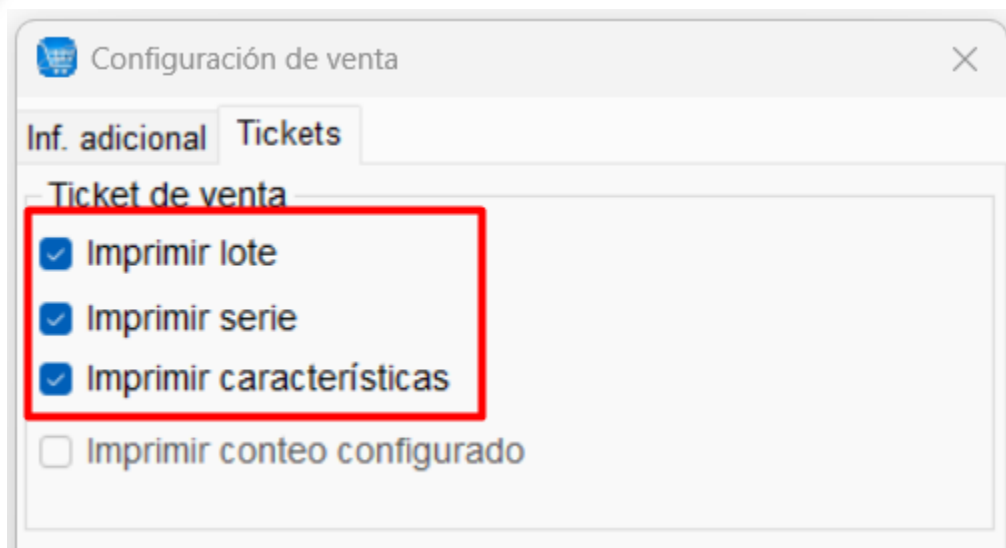 Configuración de venta
Inf. adicional Tickets
Ticket de venta
Imprimir lote
Imprimir serie
Imprimir características
Imprimir conteo configurado